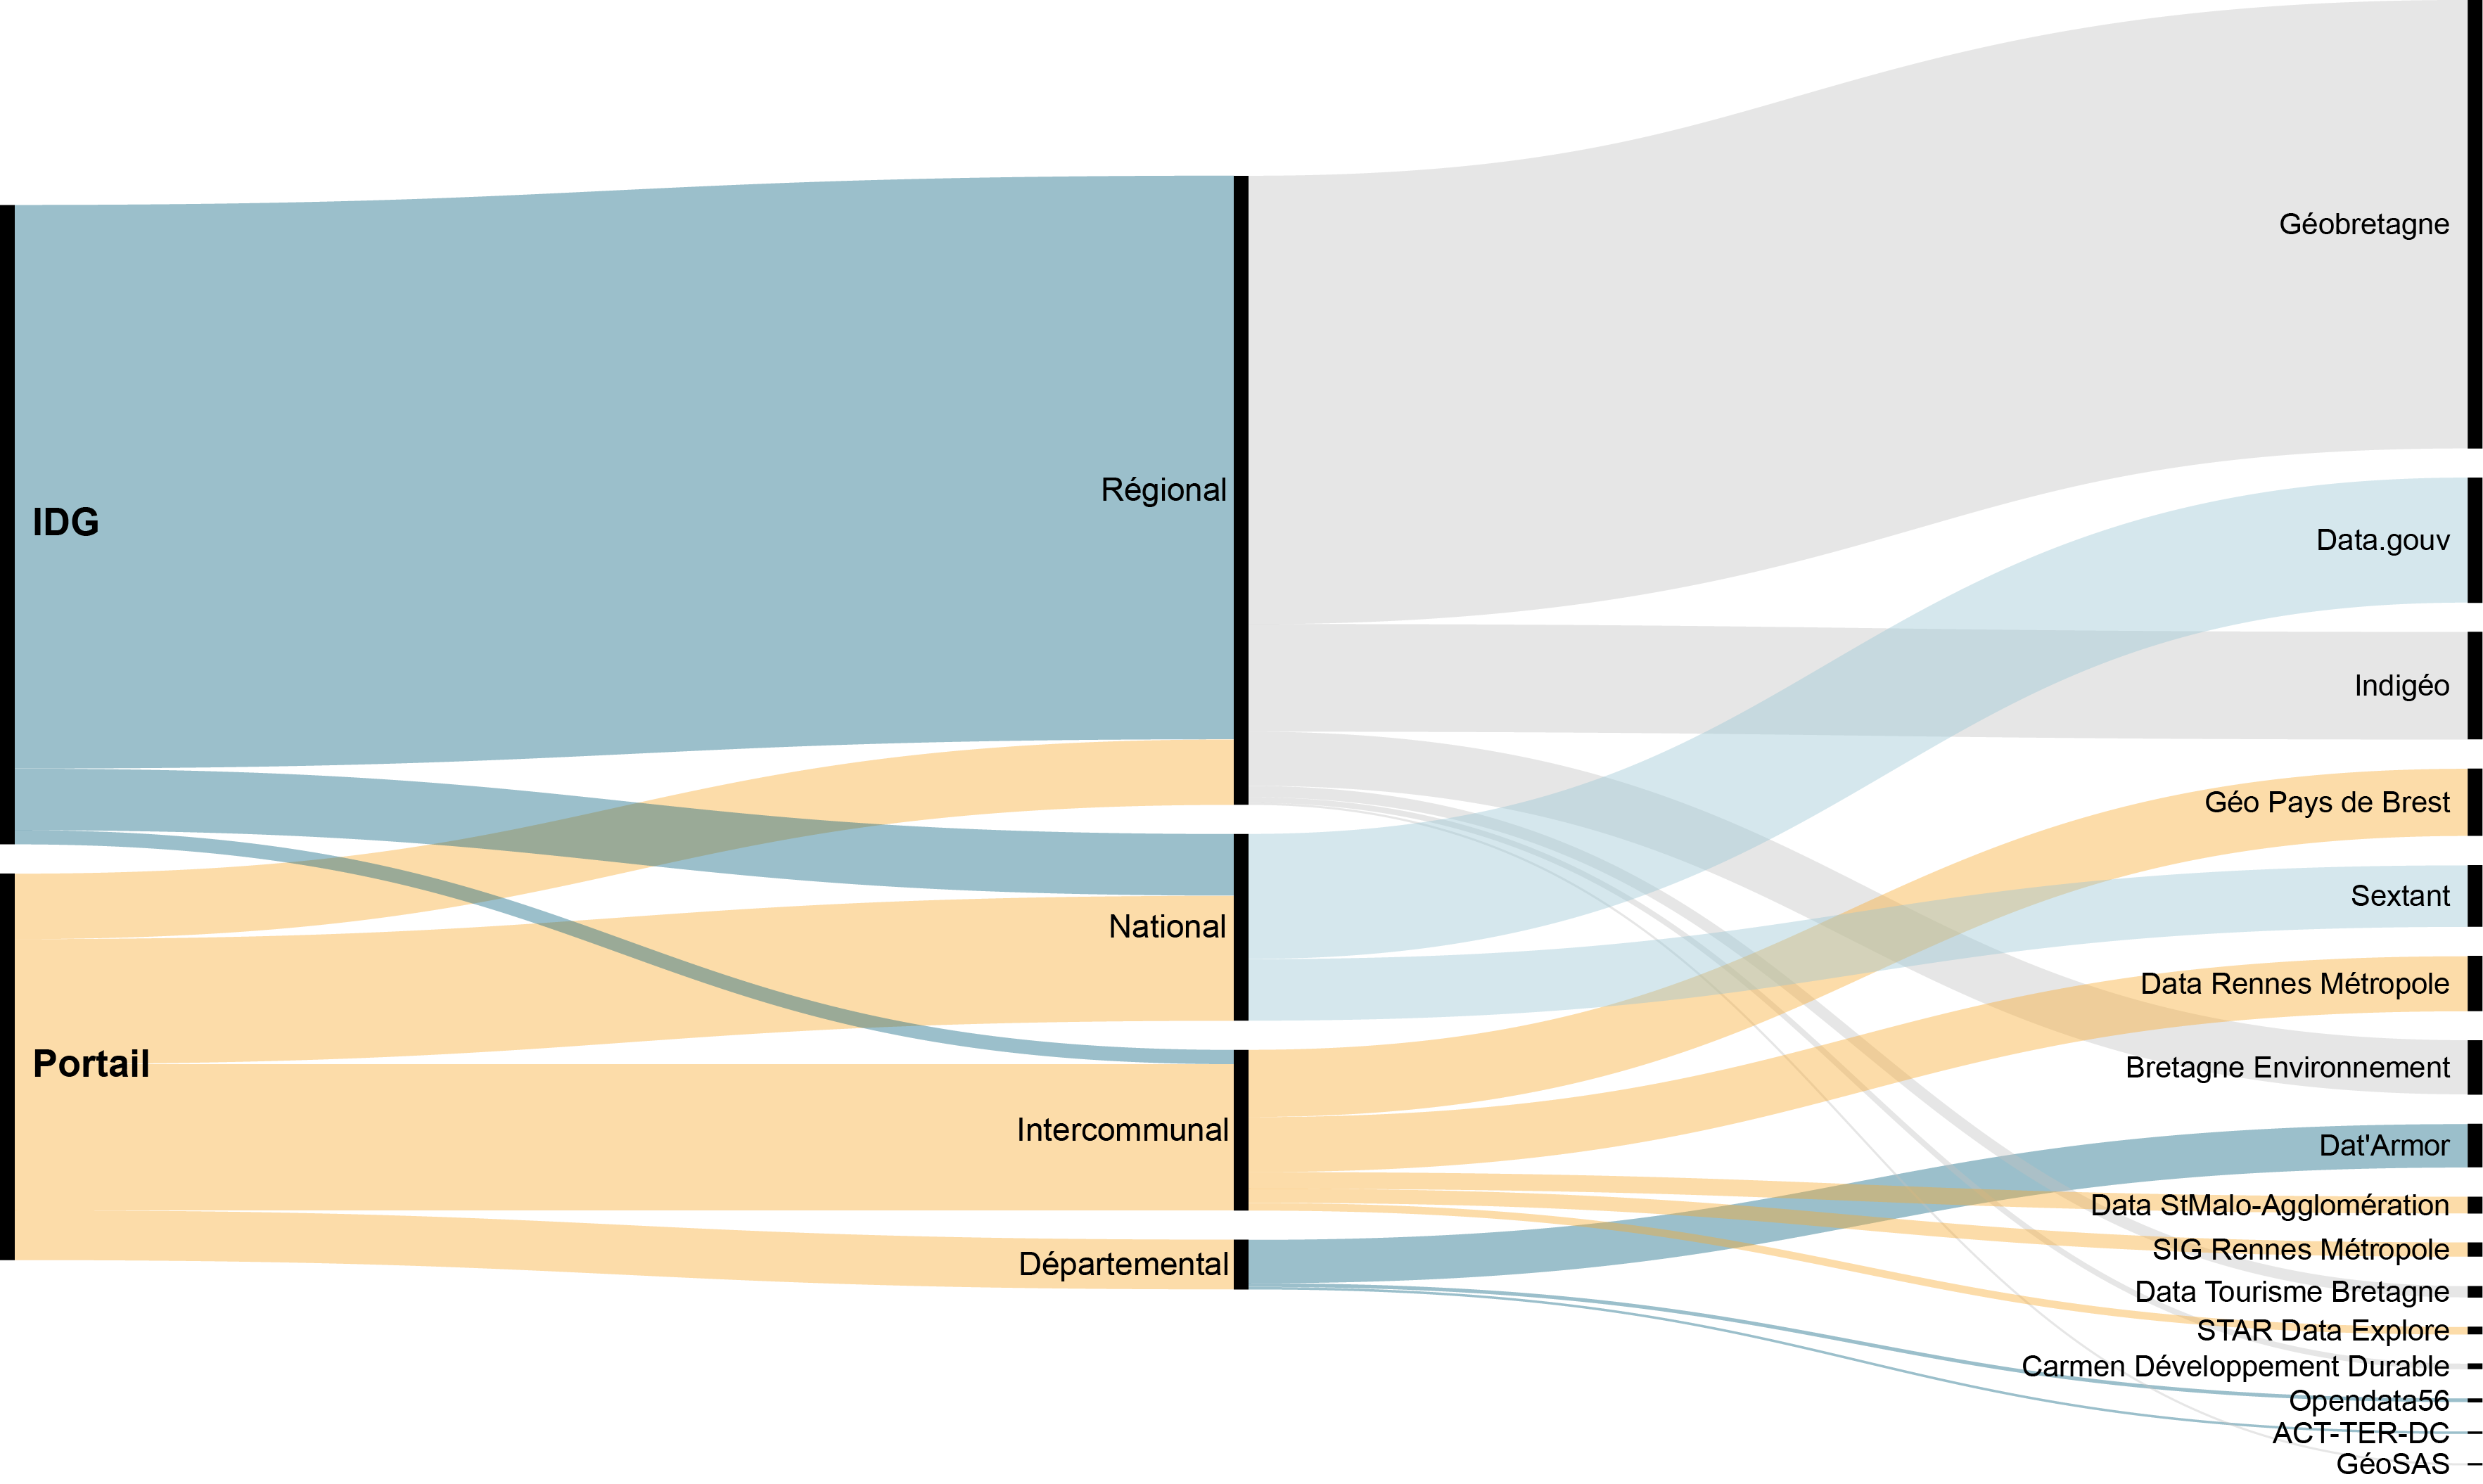 IDG
Portail
Régional
National
Intercommunal
Départemental
Géobretagne
Data.gouv
Indigéo
Géo Pays de Brest
Sextant
Data Rennes Métropole
Bretagne Environnement
Dat'Armor
Data StMalo-Agglomération
SIG Rennes Métropole
Data Tourisme Bretagne
STAR Data Explore
Carmen Développement Durable
Opendata56
ACT-TER-DC
GéoSAS